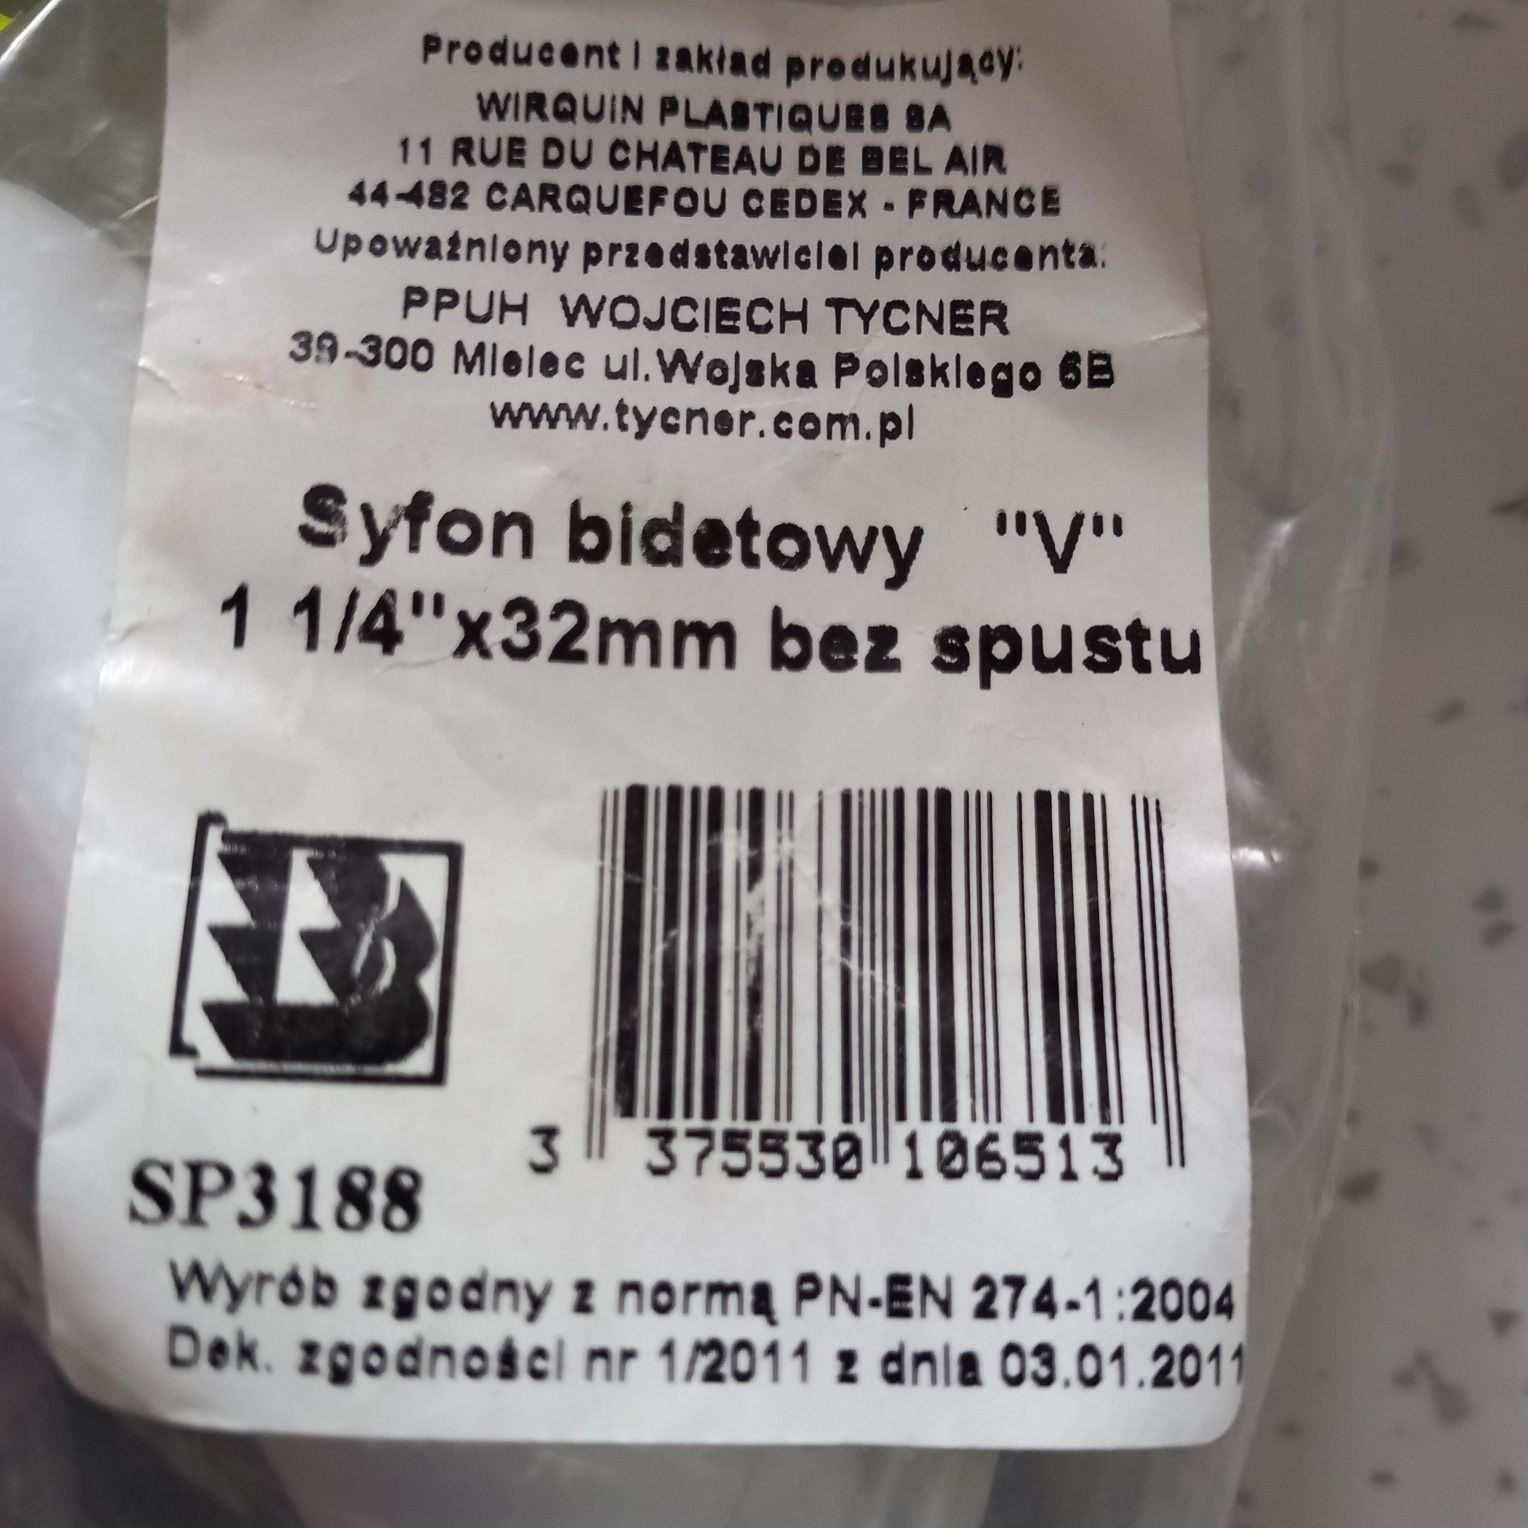 Producent i zakład produkujący:
WIRQUIN PLASTIQUES SA
11 RUE DU CHATEAU DE BEL AIR
44-482 CARQUEFOU CEDEX - FRANCE
Upoważniony przedstawiciel producenta:
PPUH WOJCIECH TYCNER
39-300 Mielec ul.Wojska Polskiego 6B
www.tycner.com.pl
Syfon bidetowy "V"
1 1/4"x32mm bez spustu
3 375530 106513
SP3188
Wyrób zgodny z normą PN-EN 274-1:2004
Dek. zgodności nr 1/2011 z dnia 03.01.2011